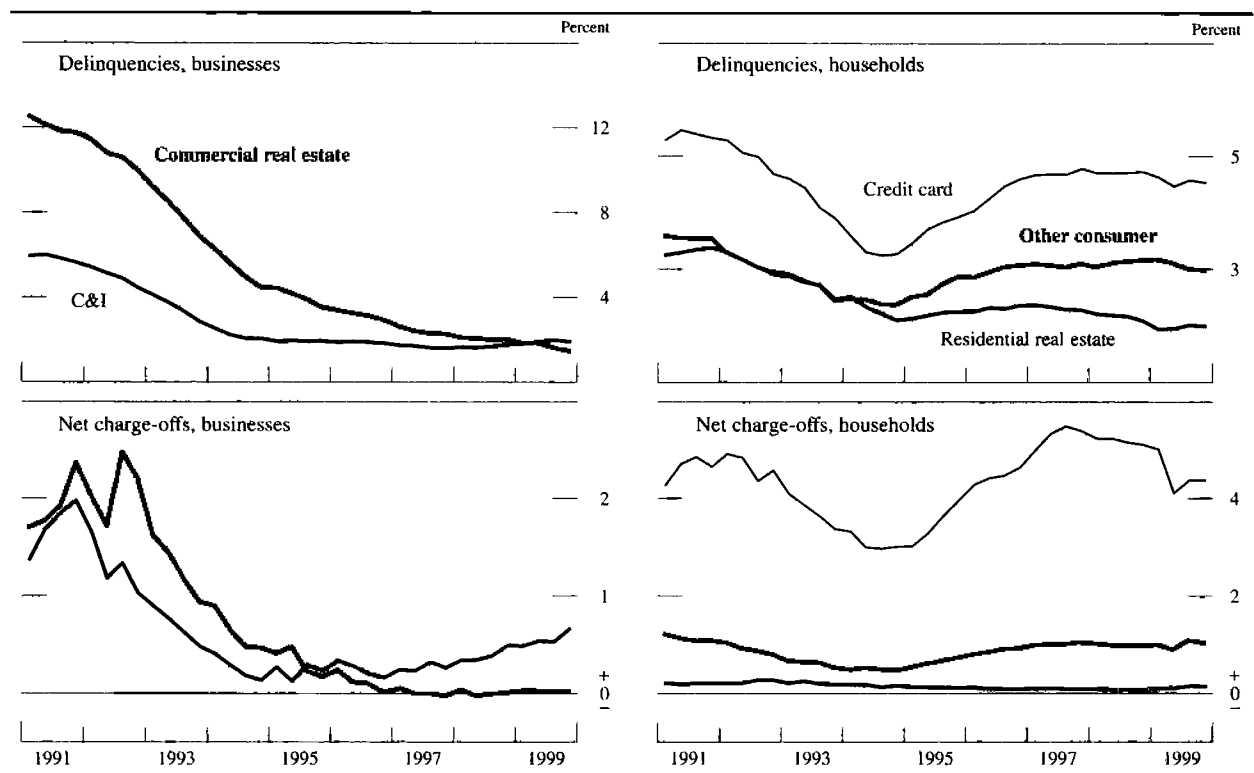 Percent
Delinquencies, businesses
12
Commercial real estate
8
C&I
4
Percent
Delinquencies, households
5
Credit card
Other consumer
3
Residential real estate
Net charge-offs, businesses
2
1
+
0
–
1991 1993 1995 1997 1999
Net charge-offs, households
4
2
+
0
–
1991 1993 1995 1997 1999